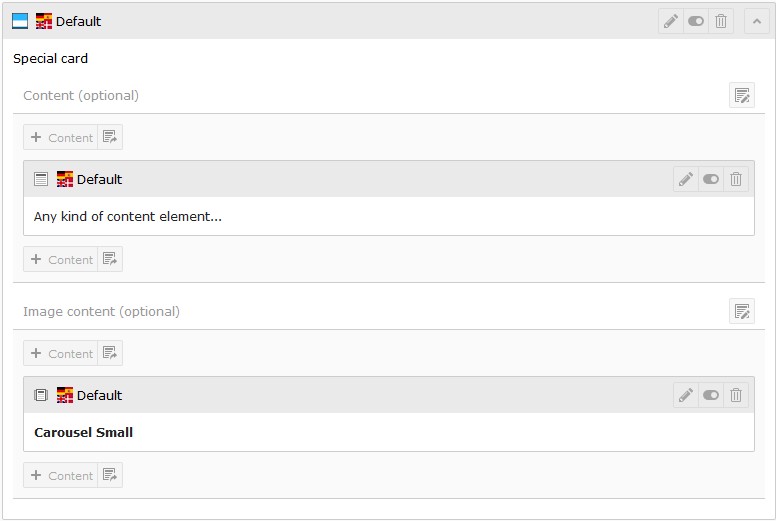 Default
Special card
Content (optional)
Content
Default
Any kind of content element...
Content
Image content (optional)
Content
Default
Carousel Small
Content